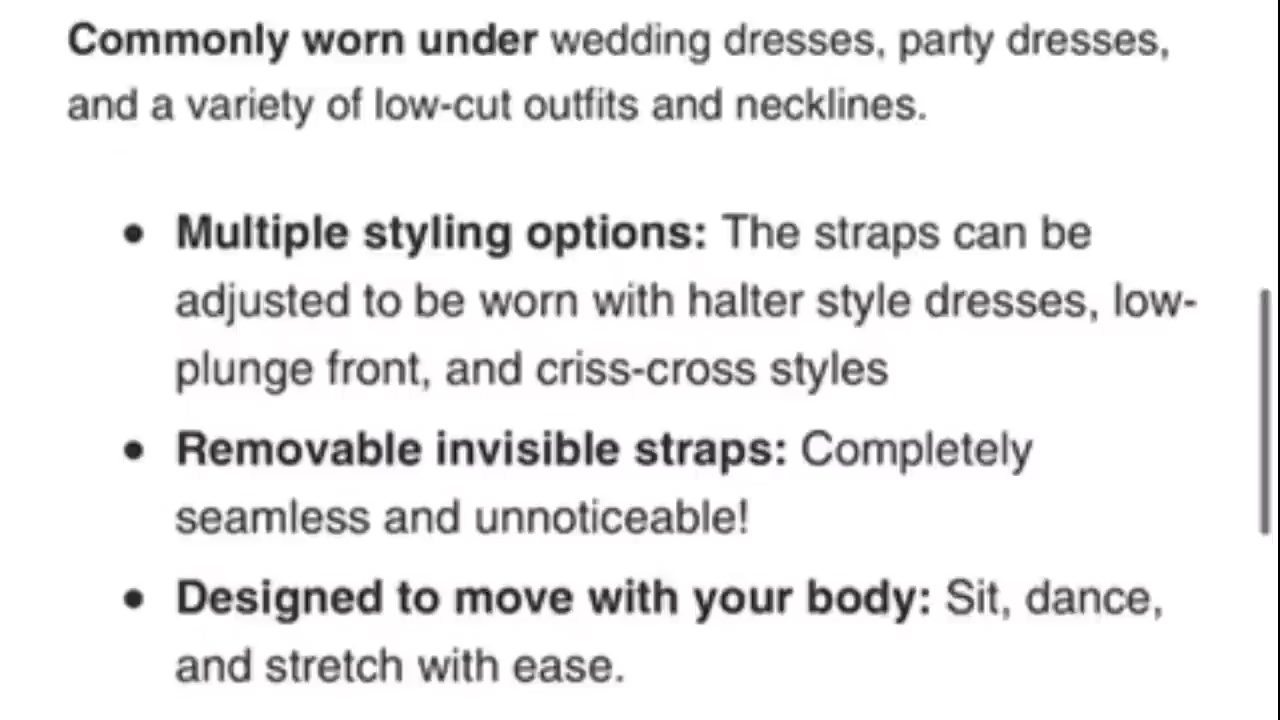 Commonly worn under wedding dresses, party dresses,
and a variety of low-cut outfits and necklines.
• Multiple styling options: The straps can be
adjusted to be worn with halter style dresses, low-
plunge front, and criss-cross styles
• Removable invisible straps: Completely
seamless and unnoticeable!
• Designed to move with your body: Sit, dance,
and stretch with ease.